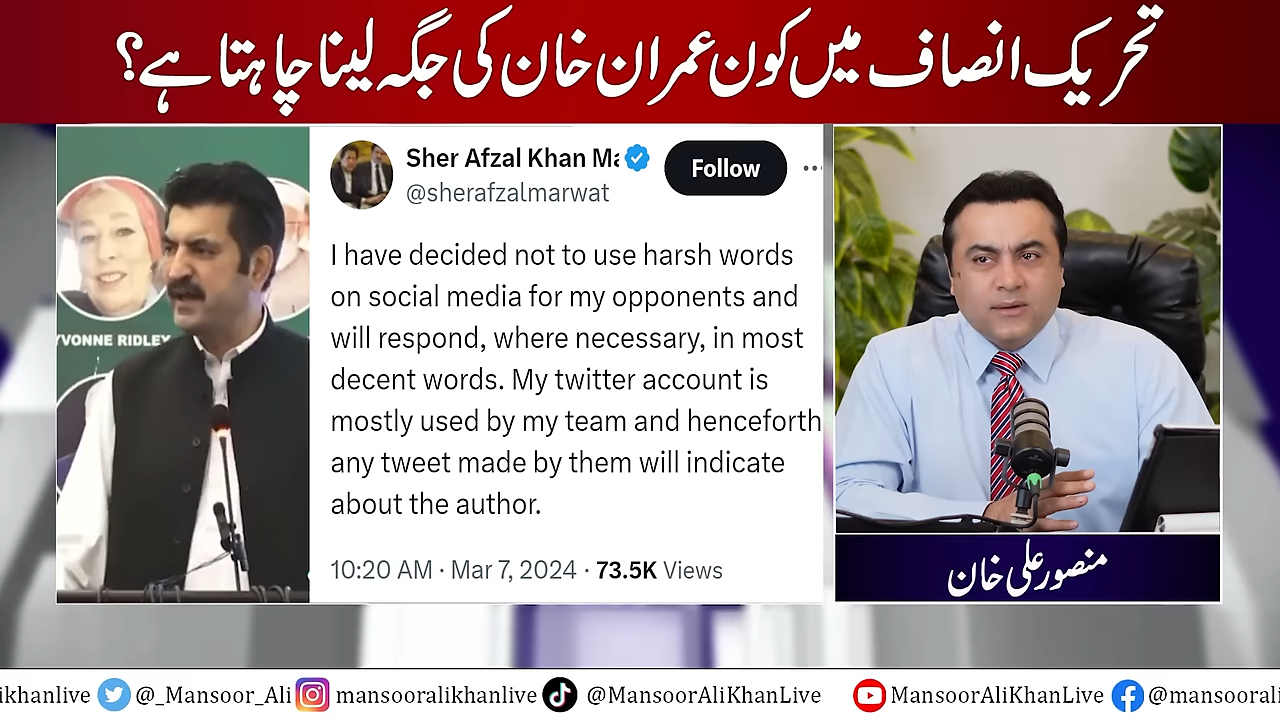 تحریک انصاف میں کون عمران خان کی جگہ لینا چاہتا ہے؟
YVONNE RIDLEY
Sher Afzal Khan Ma
Follow
@sherafzalmarwat
I have decided not to use harsh words
on social media for my opponents and
will respond, where necessary, in most
decent words. My twitter account is
mostly used by my team and henceforth
any tweet made by them will indicate
about the author.
10:20 AM · Mar 7, 2024 · 73.5K Views
منصور علی خان
ikhanlive @_Mansoor_Ali mansooralikhanlive @MansoorAliKhanLive MansoorAliKhanLive @mansoorali